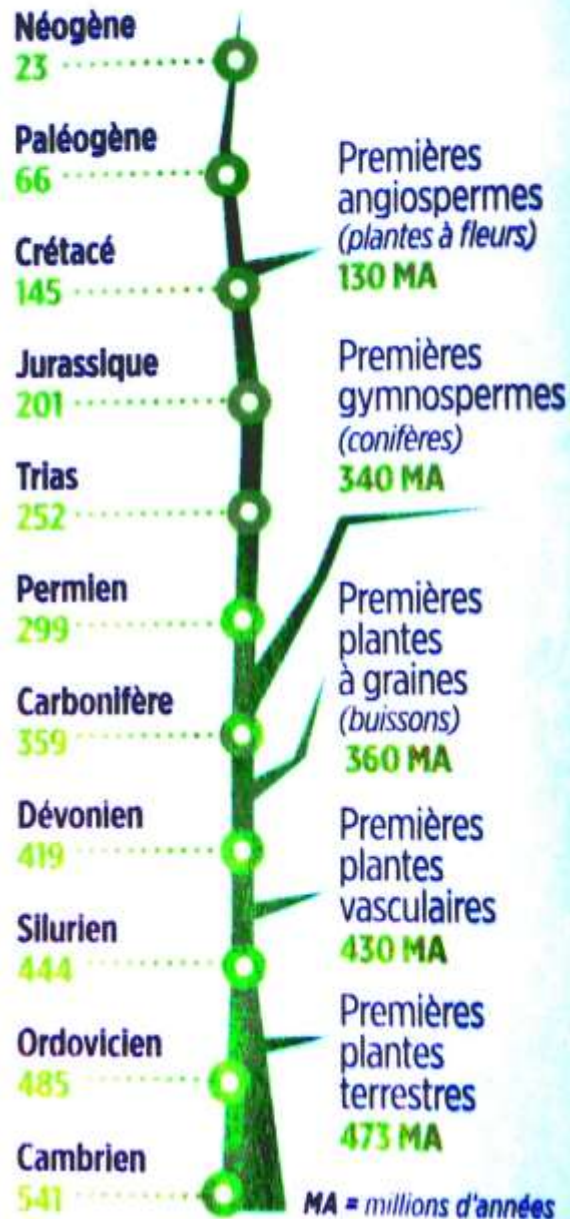 Néogène
23
Paléogène
66
Premières
angiospermes
(plantes à fleurs)
130 MA
Crétacé
145
Jurassique
201
Premières
gymnospermes
(conifères)
340 MA
Trias
252
Permien
299
Premières
plantes
à graines
(buissons)
360 MA
Carbonifère
359
Dévonien
419
Premières
plantes
vasculaires
430 MA
Silurien
444
Ordovicien
485
Premières
plantes
terrestres
473 MA
Cambrien
541
MA = millions d'années